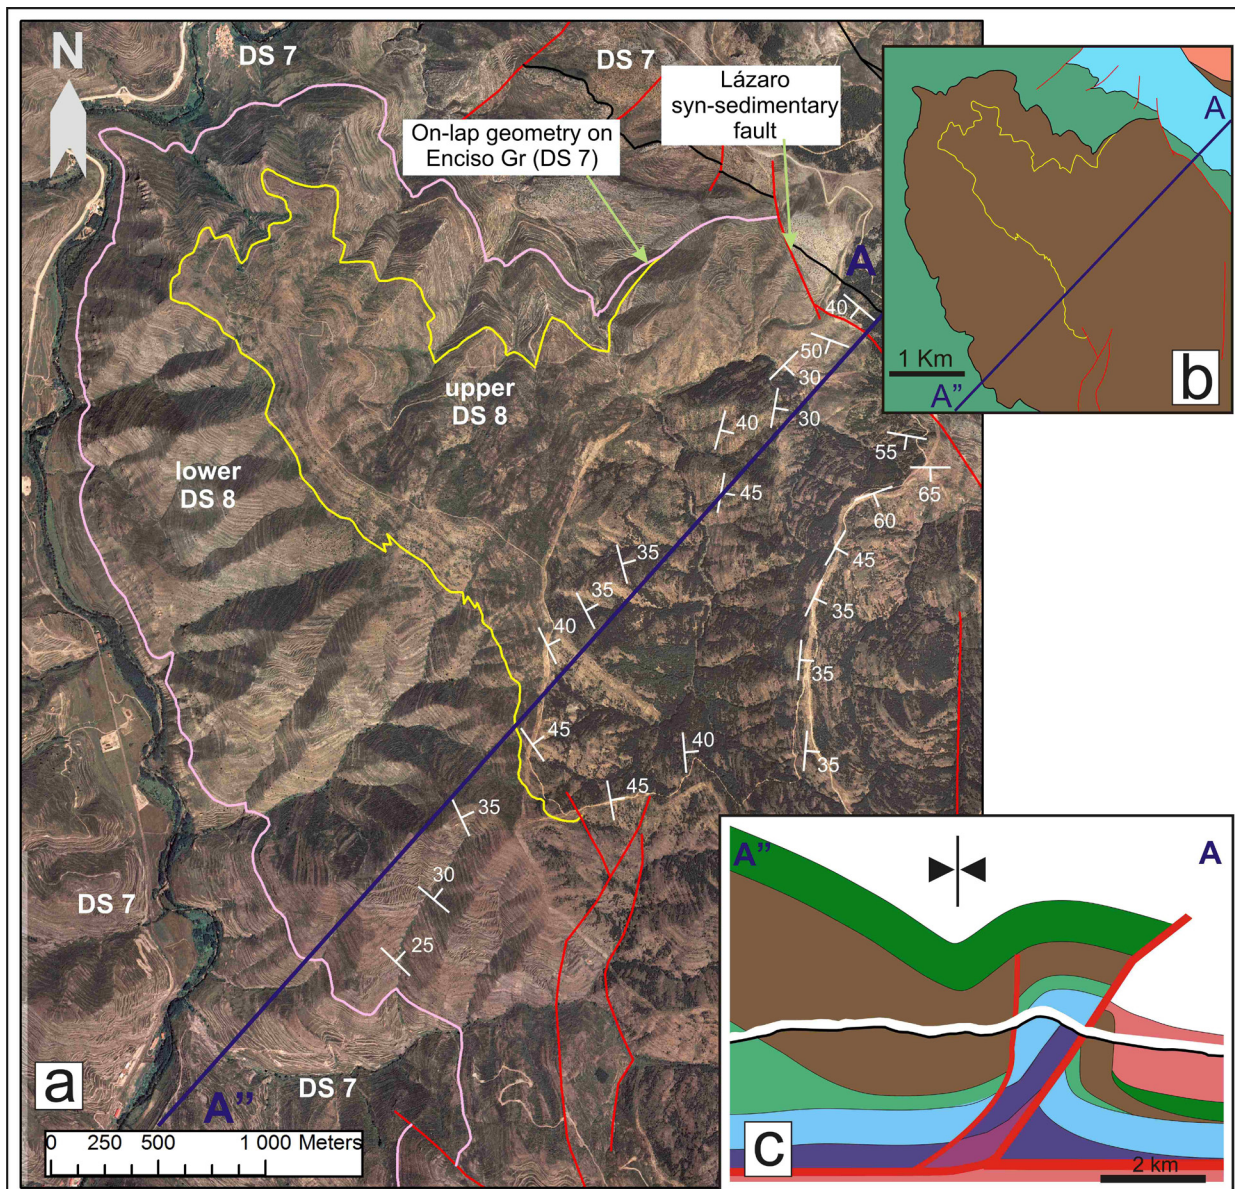 N
DS 7
DS 7
Lázaro
syn-sedimentary
fault
On-lap geometry on
Enciso Gr (DS 7)
A
40
50
30
30
40
45
55
65
60
45
35
35
35
35
35
40
45
40
45
35
30
25
upper
DS 8
lower
DS 8
DS 7
DS 7
A”
a
0 250 500 1 000 Meters
A
1 Km
A”
b
A”
A
c
2 km